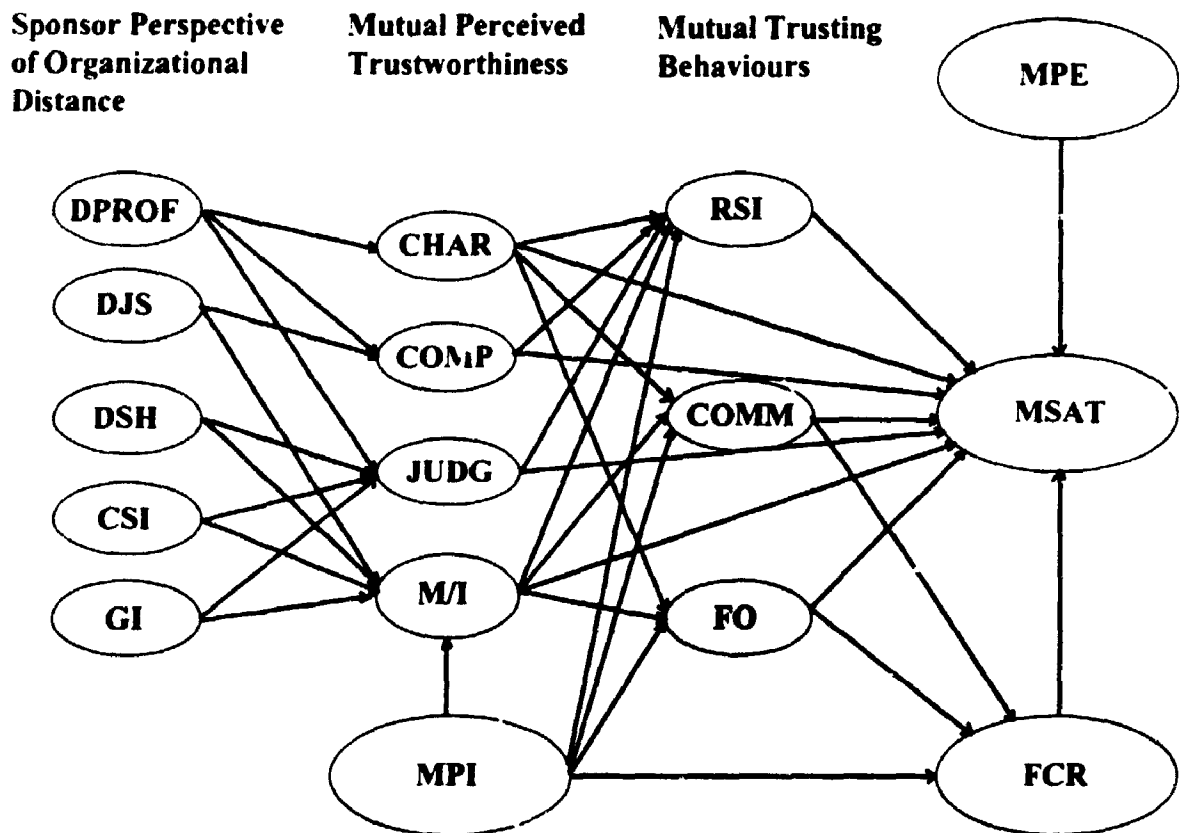 Sponsor Perspective
of Organizational
Distance
Mutual Perceived
Trustworthiness
Mutual Trusting
Behaviours
MPE
DPROF
CHAR
RSI
DJS
COMP
DSH
COMM
MSAT
JUDG
CSI
M/I
GI
FO
MPI
FCR